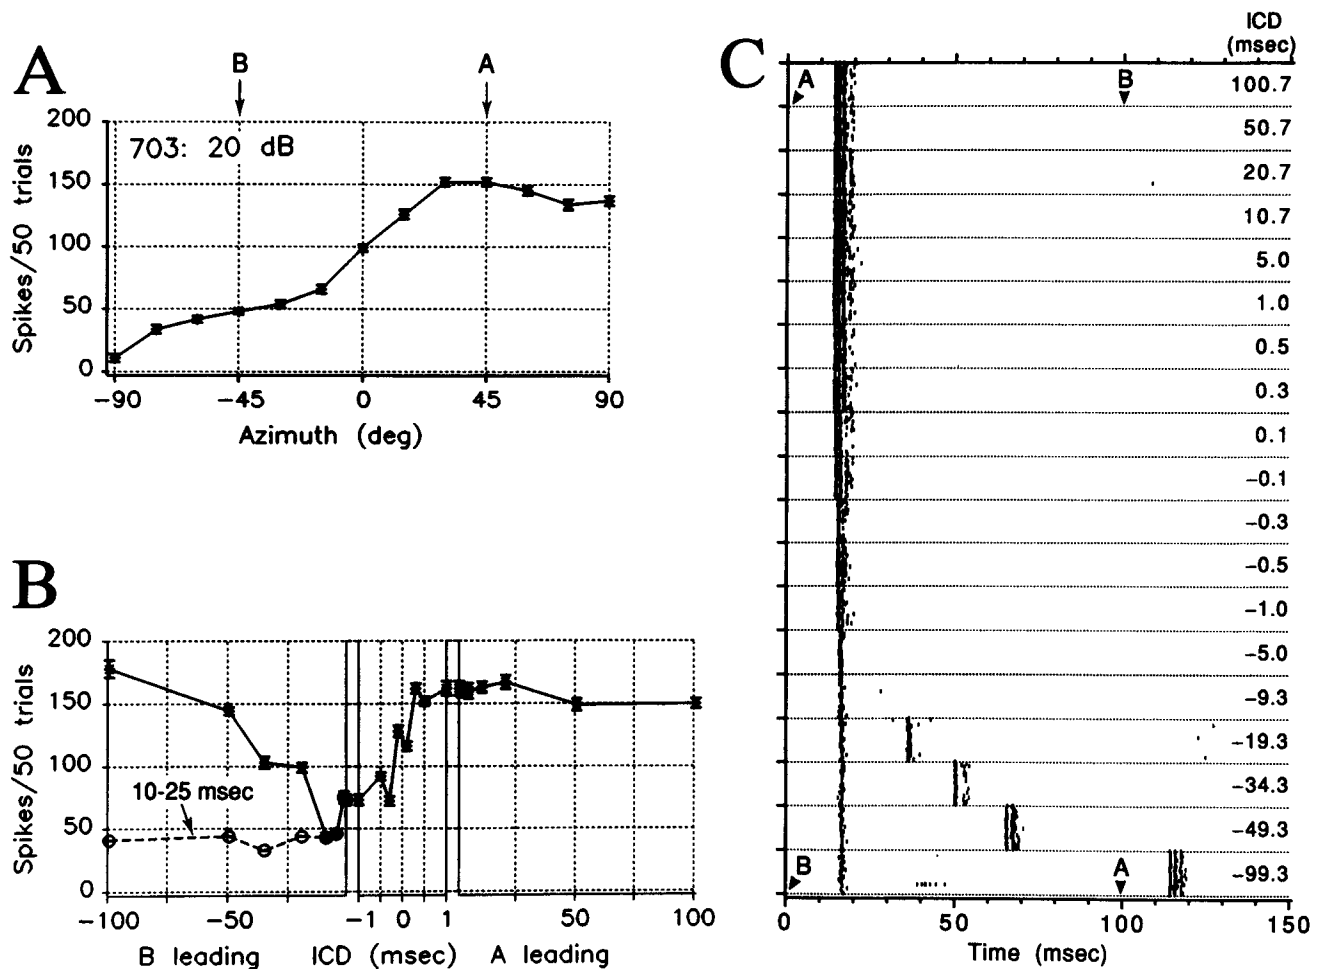 A
B
A
200
150
100
50
0
703: 20 dB
Spikes/50 trials
−90
−45
0
45
90
Azimuth (deg)
B
200
150
100
50
0
10-25 msec
Spikes/50 trials
−100
−50
−1
0
1
50
100
B leading
ICD (msec)
A leading
C
ICD
(msec)
A
B
100.7
50.7
20.7
10.7
5.0
1.0
0.5
0.3
0.1
−0.1
−0.3
−0.5
−1.0
−5.0
−9.3
−19.3
−34.3
−49.3
−99.3
B
A
0
50
100
150
Time (msec)